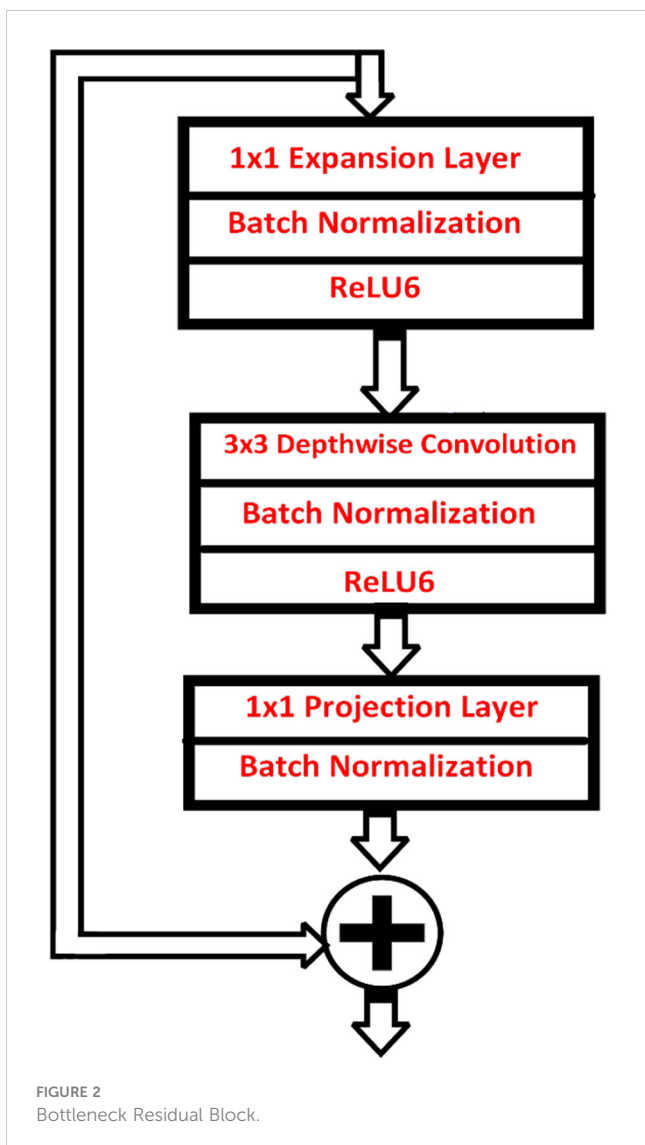 1x1 Expansion Layer
Batch Normalization
ReLU6
3x3 Depthwise Convolution
Batch Normalization
ReLU6
1x1 Projection Layer
Batch Normalization
FIGURE 2
Bottleneck Residual Block.